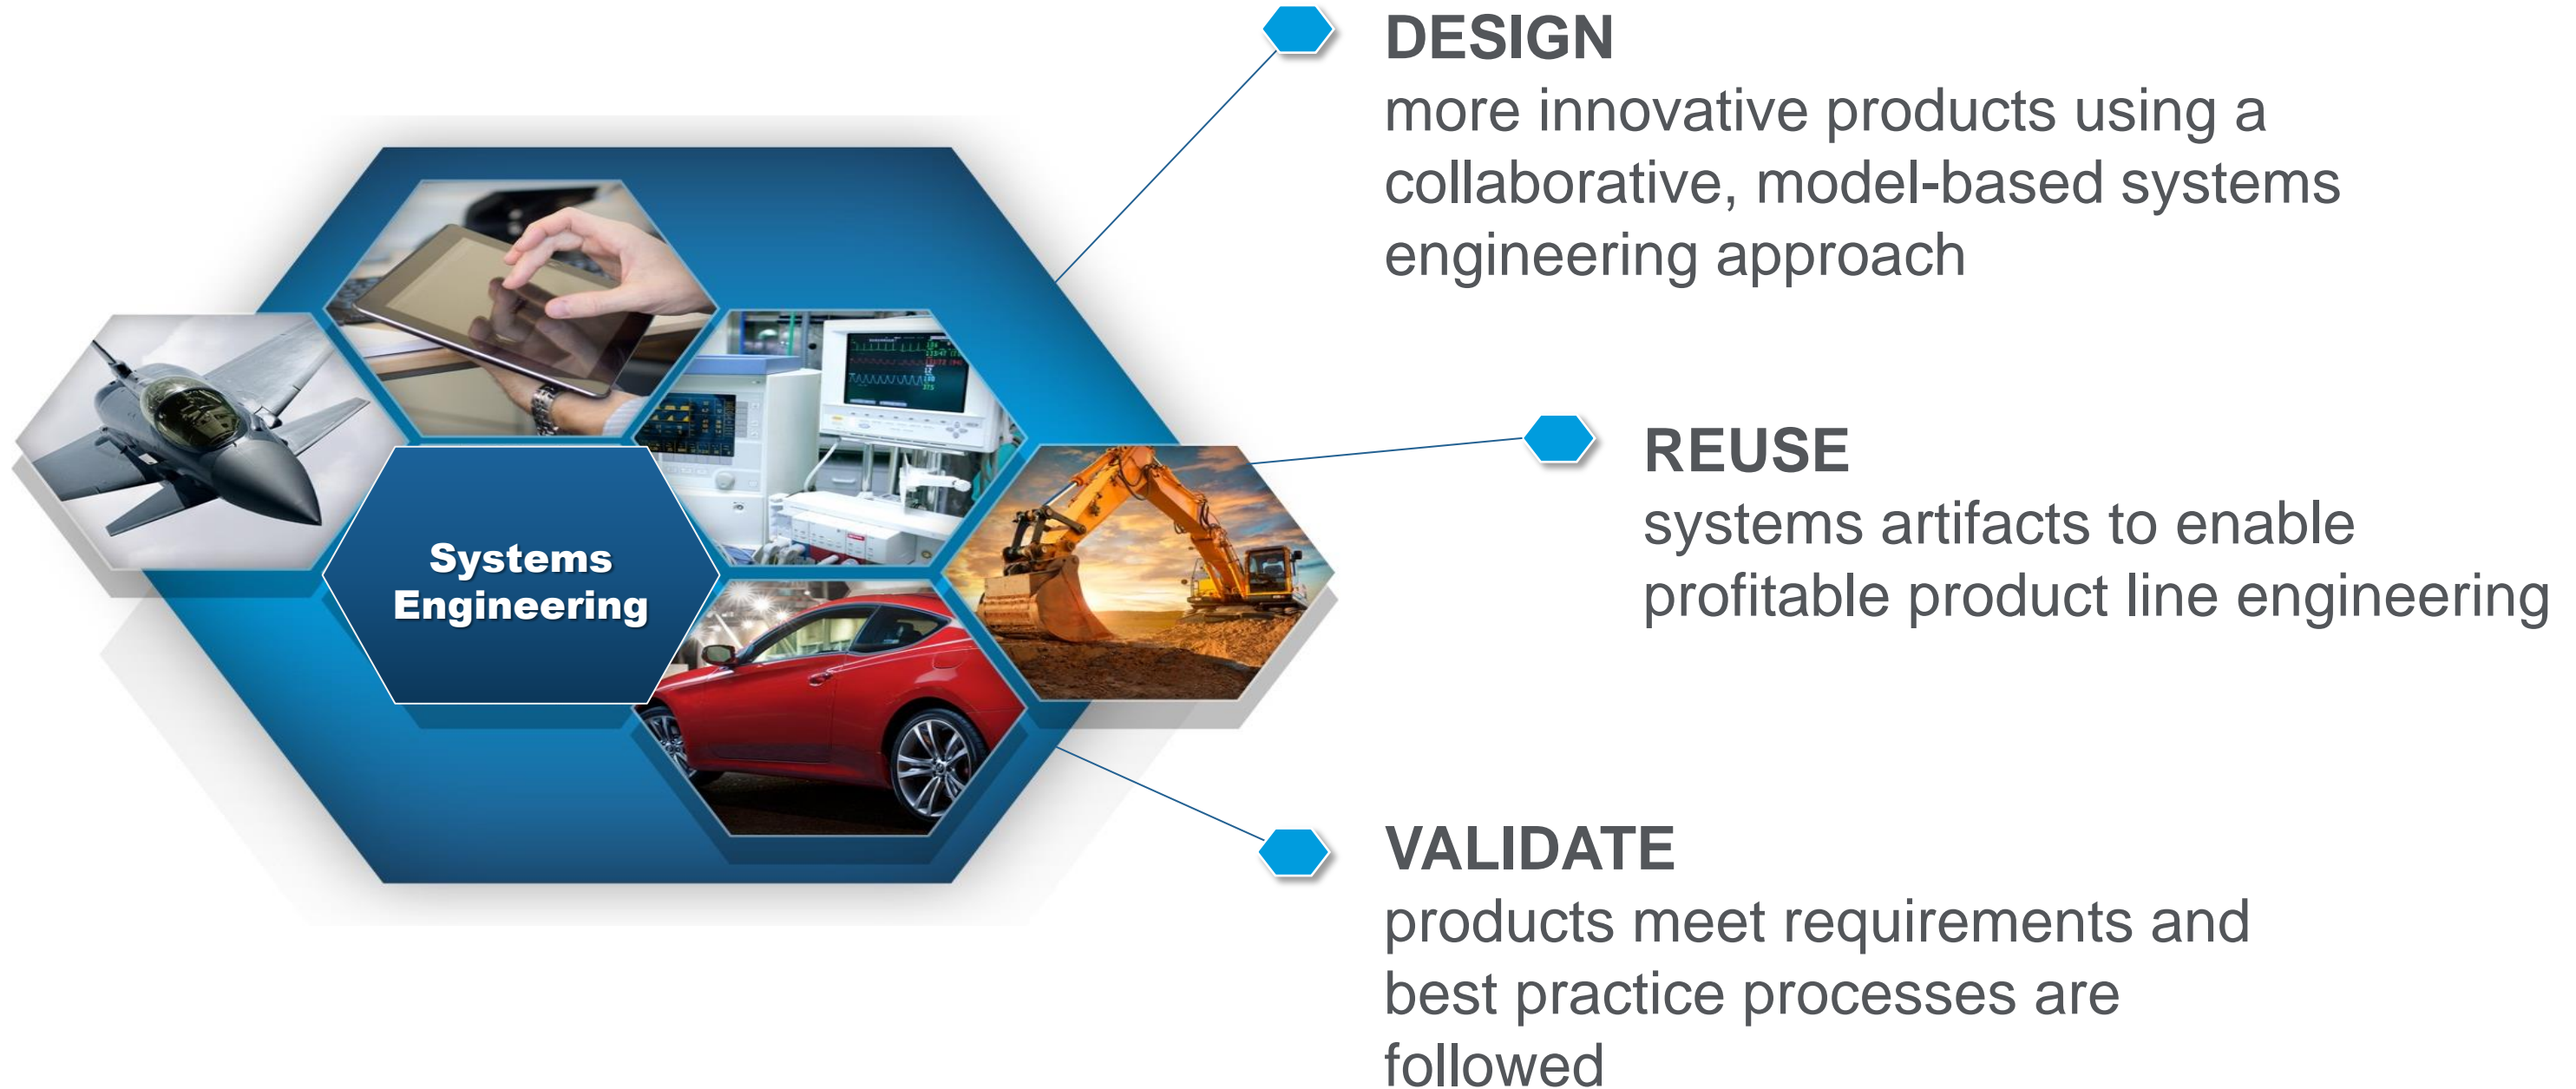 DESIGN
more innovative products using a
collaborative, model-based systems
engineering approach
Systems
Engineering
REUSE
systems artifacts to enable
profitable product line engineering
VALIDATE
products meet requirements and
best practice processes are
followed